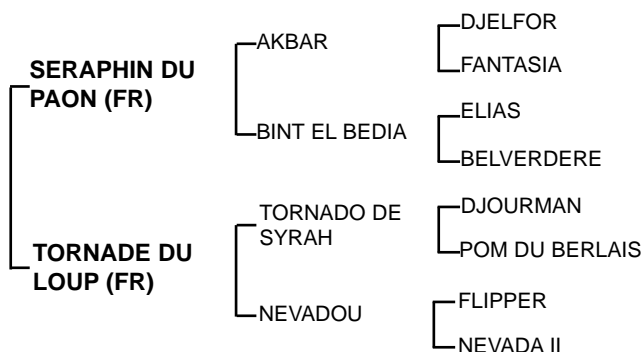 DJELFOR
AKBAR
SERAPHIN DU
PAON (FR)
FANTASIA
ELIAS
BINT EL BEDIA
BELVERDERE
DJOURMAN
TORNADO DE
SYRAH
TORNADE DU
LOUP (FR)
POM DU BERLAIS
FLIPPER
NEVADOU
NEVADA II